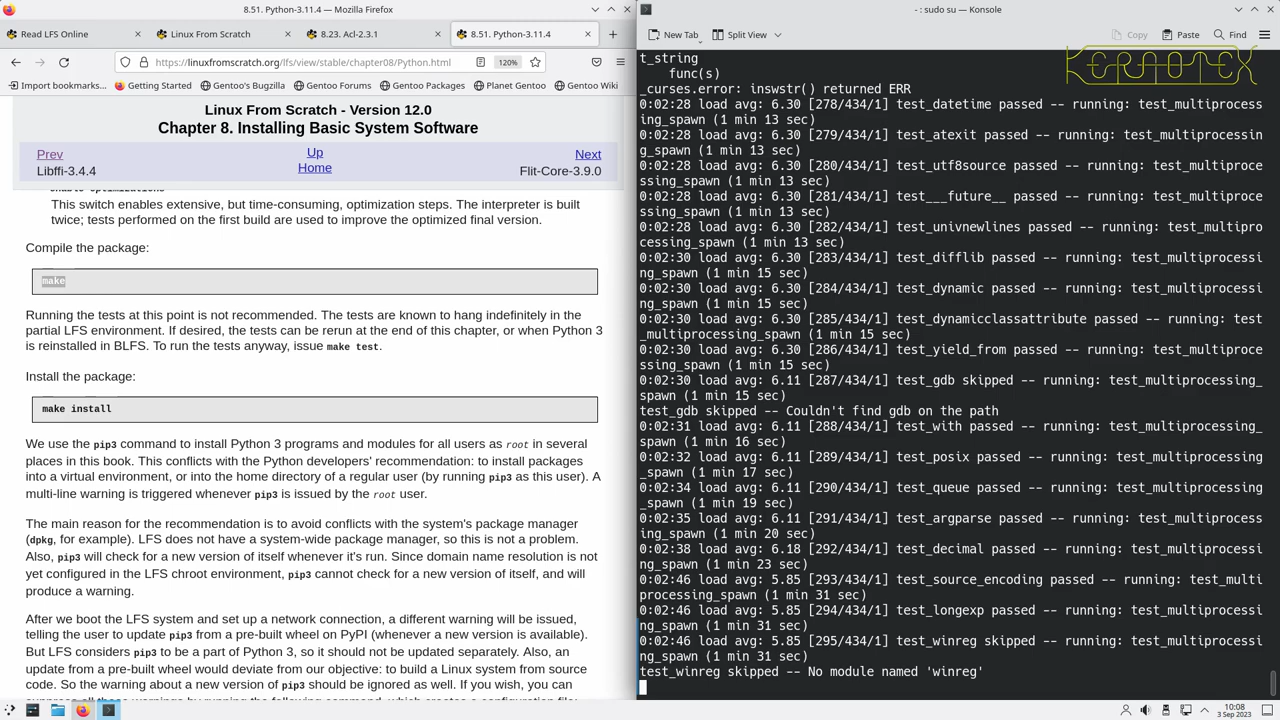 8.51. Python-3.11.4 — Mozilla Firefox
Read LFS Online
Linux From Scratch
8.23. Acl-2.3.1
8.51. Python-3.11.4
https://linuxfromscratch.org/lfs/view/stable/chapter08/Python.html
120%
Import bookmarks...
Getting Started
Gentoo's Bugzilla
Gentoo Forums
Gentoo Packages
Planet Gentoo
Gentoo Wiki
Linux From Scratch - Version 12.0
Chapter 8. Installing Basic System Software
Prev
Up
Next
Libffi-3.4.4
Home
Flit-Core-3.9.0
enable optimizations
This switch enables extensive, but time-consuming, optimization steps. The interpreter is built
twice; tests performed on the first build are used to improve the optimized final version.
Compile the package:
make
Running the tests at this point is not recommended. The tests are known to hang indefinitely in the
partial LFS environment. If desired, the tests can be rerun at the end of this chapter, or when Python 3
is reinstalled in BLFS. To run the tests anyway, issue make test.
Install the package:
make install
We use the pip3 command to install Python 3 programs and modules for all users as root in several
places in this book. This conflicts with the Python developers' recommendation: to install packages
into a virtual environment, or into the home directory of a regular user (by running pip3 as this user). A
multi-line warning is triggered whenever pip3 is issued by the root user.
The main reason for the recommendation is to avoid conflicts with the system's package manager
(dpkg, for example). LFS does not have a system-wide package manager, so this is not a problem.
Also, pip3 will check for a new version of itself whenever it's run. Since domain name resolution is not
yet configured in the LFS chroot environment, pip3 cannot check for a new version of itself, and will
produce a warning.
After we boot the LFS system and set up a network connection, a different warning will be issued,
telling the user to update pip3 from a pre-built wheel on PyPI (whenever a new version is available).
But LFS considers pip3 to be a part of Python 3, so it should not be updated separately. Also, an
update from a pre-built wheel would deviate from our objective: to build a Linux system from source
code. So the warning about a new version of pip3 should be ignored as well. If you wish, you can
- : sudo su — Konsole
New Tab
Split View
Copy
Paste
Find
KERNOTEX
t_string
func(s)
_curses.error: inswstr() returned ERR
0:02:28 load avg: 6.30 [278/434/1] test_datetime passed -- running: test_multiprocess
ing_spawn (1 min 13 sec)
0:02:28 load avg: 6.30 [279/434/1] test_atexit passed -- running: test_multiprocessin
g_spawn (1 min 13 sec)
0:02:28 load avg: 6.30 [280/434/1] test_utf8source passed -- running: test_multiproce
ssing_spawn (1 min 13 sec)
0:02:28 load avg: 6.30 [281/434/1] test___future__ passed -- running: test_multiproce
ssing_spawn (1 min 13 sec)
0:02:28 load avg: 6.30 [282/434/1] test_univnewlines passed -- running: test_multipro
cessing_spawn (1 min 13 sec)
0:02:30 load avg: 6.30 [283/434/1] test_difflib passed -- running: test_multiprocessi
ng_spawn (1 min 15 sec)
0:02:30 load avg: 6.30 [284/434/1] test_dynamic passed -- running: test_multiprocessi
ng_spawn (1 min 15 sec)
0:02:30 load avg: 6.30 [285/434/1] test_dynamicclassattribute passed -- running: test
_multiprocessing_spawn (1 min 15 sec)
0:02:30 load avg: 6.30 [286/434/1] test_yield_from passed -- running: test_multiproce
ssing_spawn (1 min 15 sec)
0:02:30 load avg: 6.11 [287/434/1] test_gdb skipped -- running: test_multiprocessing_
spawn (1 min 15 sec)
test_gdb skipped -- Couldn't find gdb on the path
0:02:31 load avg: 6.11 [288/434/1] test_with passed -- running: test_multiprocessing_
spawn (1 min 16 sec)
0:02:32 load avg: 6.11 [289/434/1] test_posix passed -- running: test_multiprocessing
_spawn (1 min 17 sec)
0:02:34 load avg: 6.11 [290/434/1] test_queue passed -- running: test_multiprocessing
_spawn (1 min 19 sec)
0:02:35 load avg: 6.11 [291/434/1] test_argparse passed -- running: test_multiprocess
ing_spawn (1 min 20 sec)
0:02:38 load avg: 6.18 [292/434/1] test_decimal passed -- running: test_multiprocessi
ng_spawn (1 min 23 sec)
0:02:46 load avg: 5.85 [293/434/1] test_source_encoding passed -- running: test_multi
processing_spawn (1 min 31 sec)
0:02:46 load avg: 5.85 [294/434/1] test_longexp passed -- running: test_multiprocessi
ng_spawn (1 min 31 sec)
0:02:46 load avg: 5.85 [295/434/1] test_winreg skipped -- running: test_multiprocessi
ng_spawn (1 min 31 sec)
test_winreg skipped -- No module named 'winreg'
10:08
3 Sep 2023